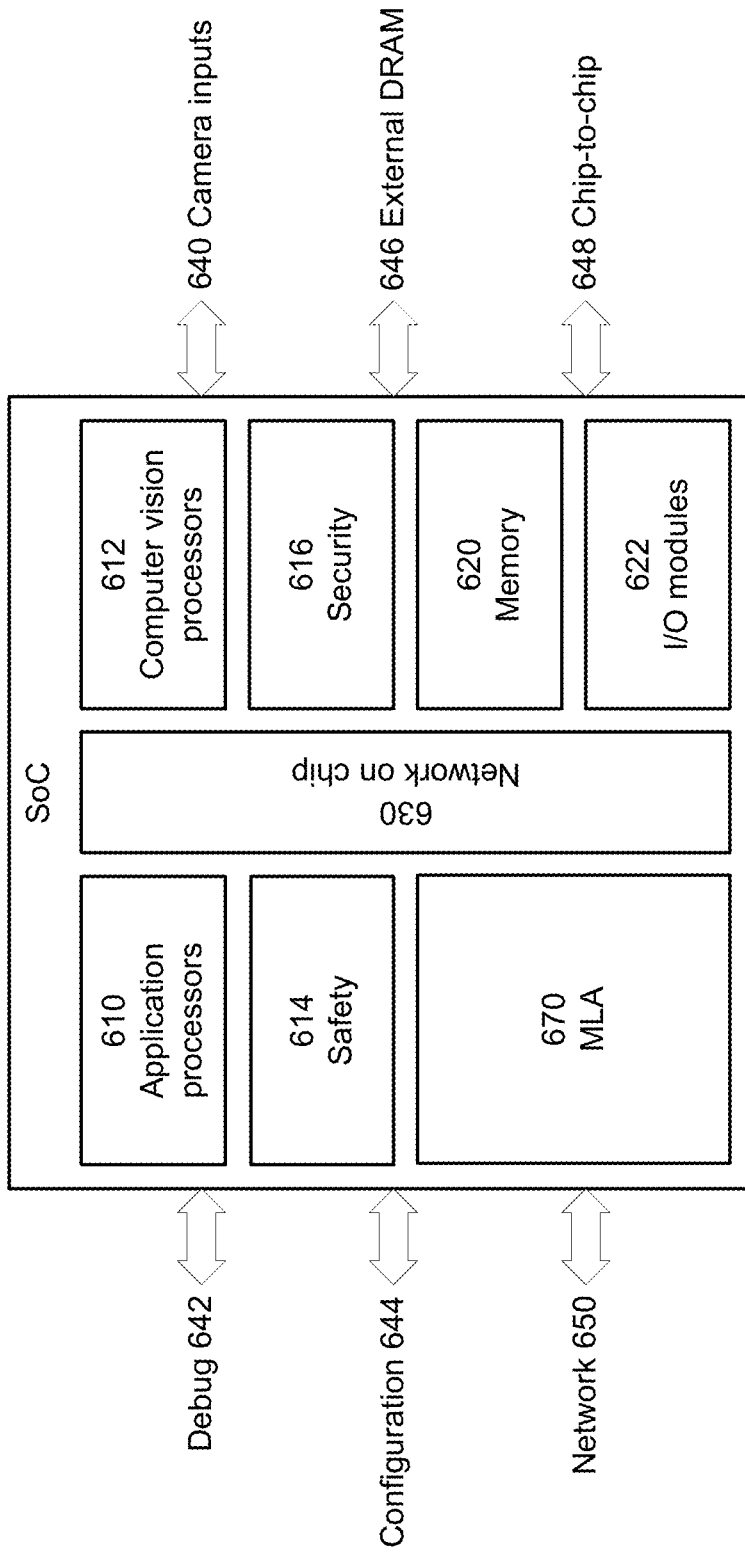 SoC
610
Application
processors
612
Computer vision
processors
614
Safety
616
Security
630
Network on chip
670
MLA
620
Memory
622
I/O modules
Debug 642
Configuration 644
Network 650
640 Camera inputs
646 External DRAM
648 Chip-to-chip